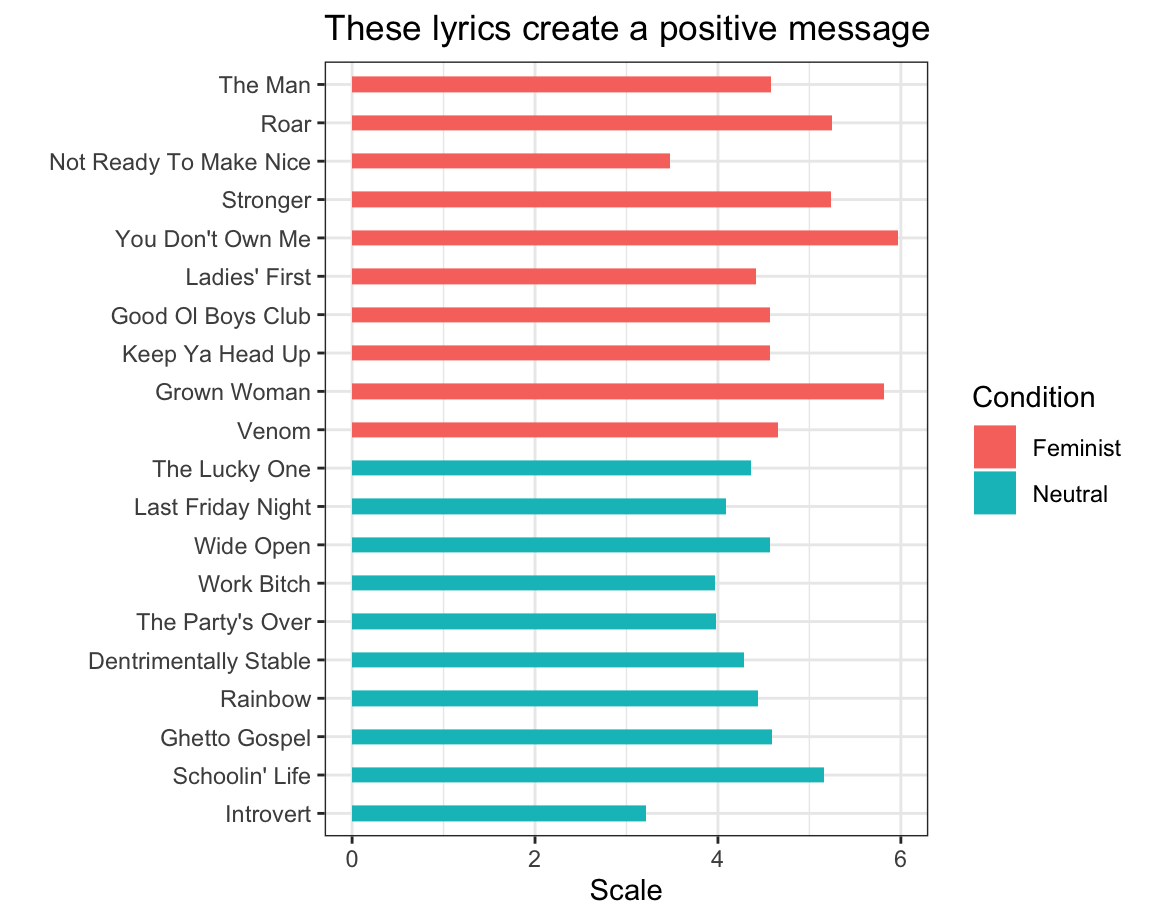 These lyrics create a positive message
The Man
Roar
Not Ready To Make Nice
Stronger
You Don't Own Me
Ladies' First
Good Ol Boys Club
Keep Ya Head Up
Grown Woman
Venom
The Lucky One
Last Friday Night
Wide Open
Work Bitch
The Party's Over
Dentrimentally Stable
Rainbow
Ghetto Gospel
Schoolin' Life
Introvert
0 2 4 6
Scale
Condition
Feminist
Neutral